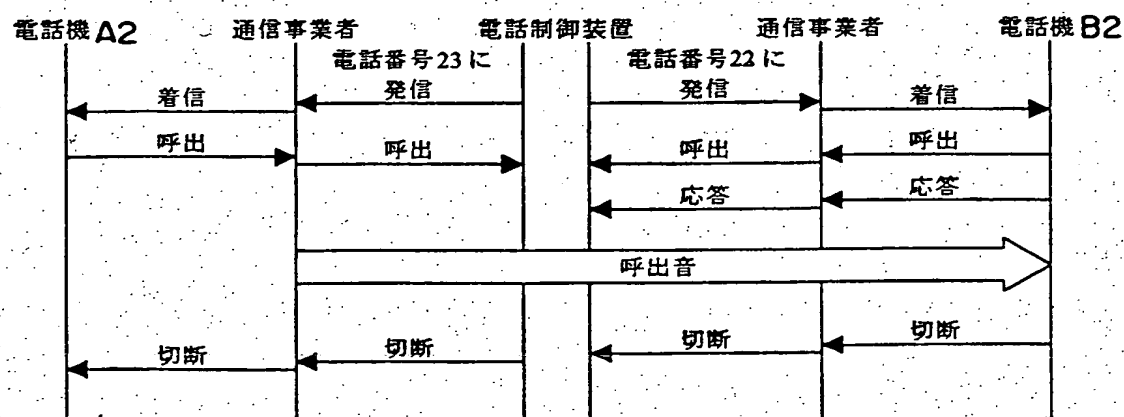 電話機A2 通信事業者 電話制御装置 通信事業者 電話機B2
電話番号23に
発信
電話番号22に
発信
着信
着信
呼出
呼出
呼出
呼出
応答
応答
呼出音
切断
切断
切断
切断